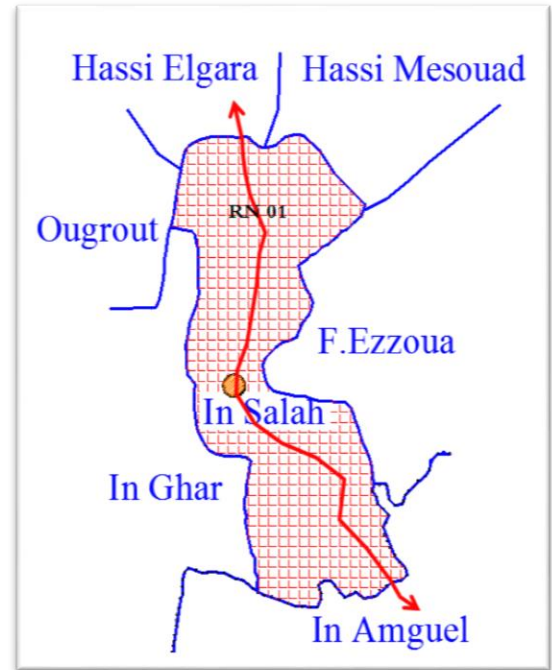 Hassi Elgara
Hassi Mesouad
RN 01
Ougrout
F.Ezzoua
In Salah
In Ghar
In Amguel